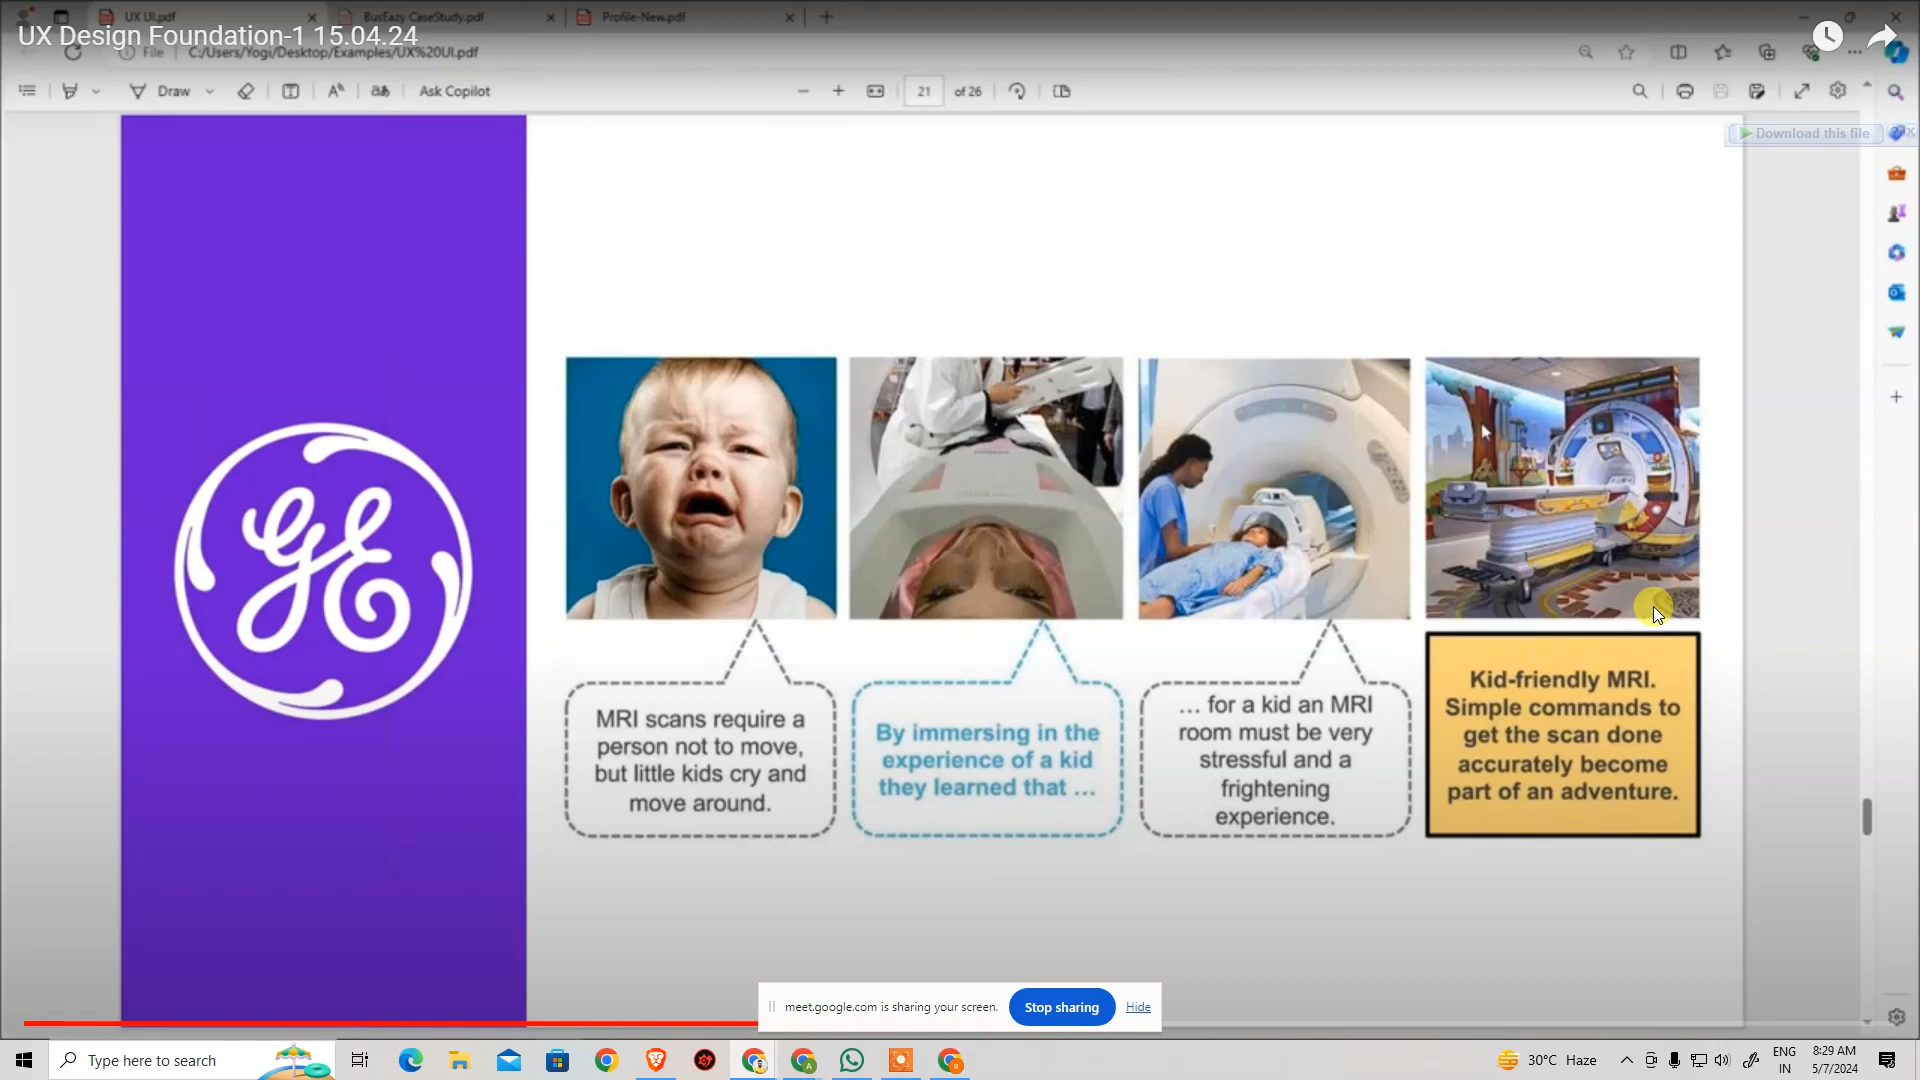 UX UI.pdf
BusEazy CaseStudy.pdf
Profile-New.pdf
UX Design Foundation-1 15.04.24
File
C:/Users/Yogi/Desktop/Examples/UX%20UI.pdf
Draw
Ask Copilot
21
of 26
Download this file
GE
MRI scans require a
person not to move,
but little kids cry and
move around.
By immersing in the
experience of a kid
they learned that ...
... for a kid an MRI
room must be very
stressful and a
frightening
experience.
Kid-friendly MRI.
Simple commands to
get the scan done
accurately become
part of an adventure.
meet.google.com is sharing your screen.
Stop sharing
Hide
Type here to search
30°C Haze
ENG
IN
8:29 AM
5/7/2024